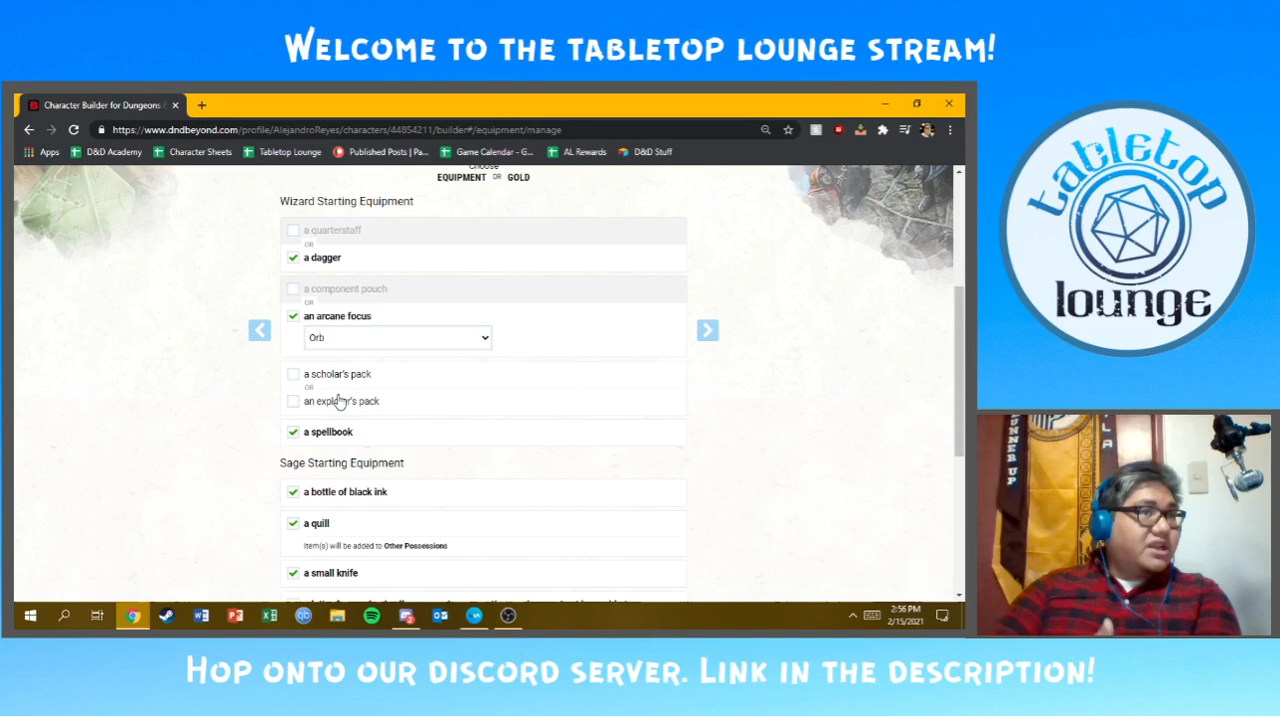 WELCOME TO THE TABLETOP LOUNGE STREAM!
Character Builder for Dungeons &
https://www.dndbeyond.com/profile/AlejandroReyes/characters/44854211/builder#/equipment/manage
Apps D&D Academy Character Sheets Tabletop Lounge Published Posts | Pa... Game Calendar - G... AL Rewards D&D Stuff
Choose
EQUIPMENT OR GOLD
Wizard Starting Equipment
a quarterstaff
OR
a dagger
a component pouch
OR
an arcane focus
Orb
a scholar's pack
OR
an explorer's pack
a spellbook
Sage Starting Equipment
a bottle of black ink
a quill
Item(s) will be added to Other Possessions
a small knife
2:56 PM
2/15/2021
tabletop
lounge
RUNNER UP
LA
HOP ONTO OUR DISCORD SERVER. LINK IN THE DESCRIPTION!